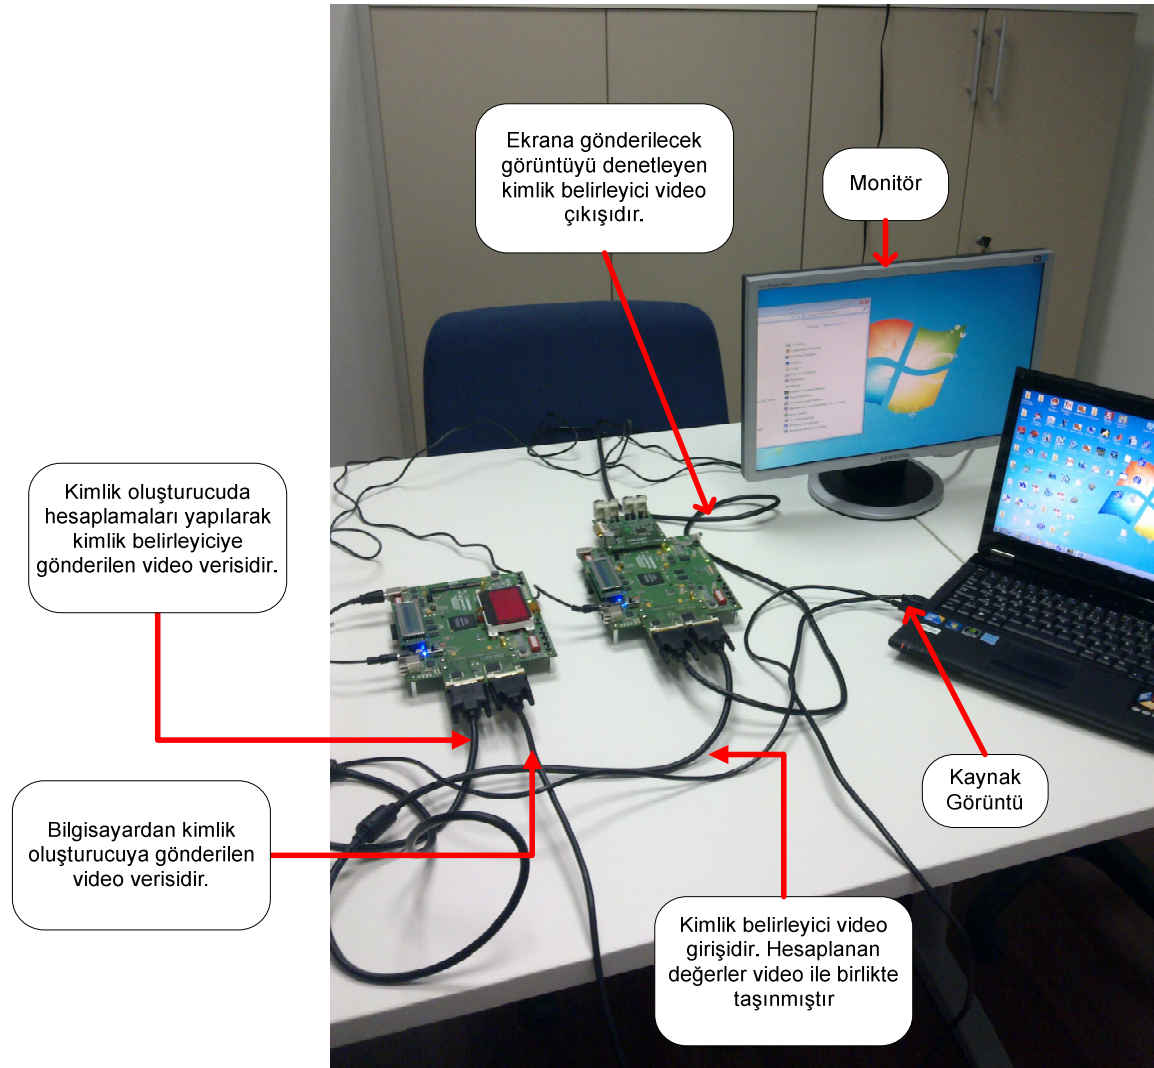 Ekrana gönderilecek
görüntüyü denetleyen
kimlik belirleyici video
çıkışıdır.
Monitör
SAMSUNG
Kimlik oluşturucuda
hesaplamaları yapılarak
kimlik belirleyiciye
gönderilen video verisidir.
Kaynak
Görüntü
Bilgisayardan kimlik
oluşturucuya gönderilen
video verisidir.
Kimlik belirleyici video
girişidir. Hesaplanan
değerler video ile birlikte
taşınmıştır